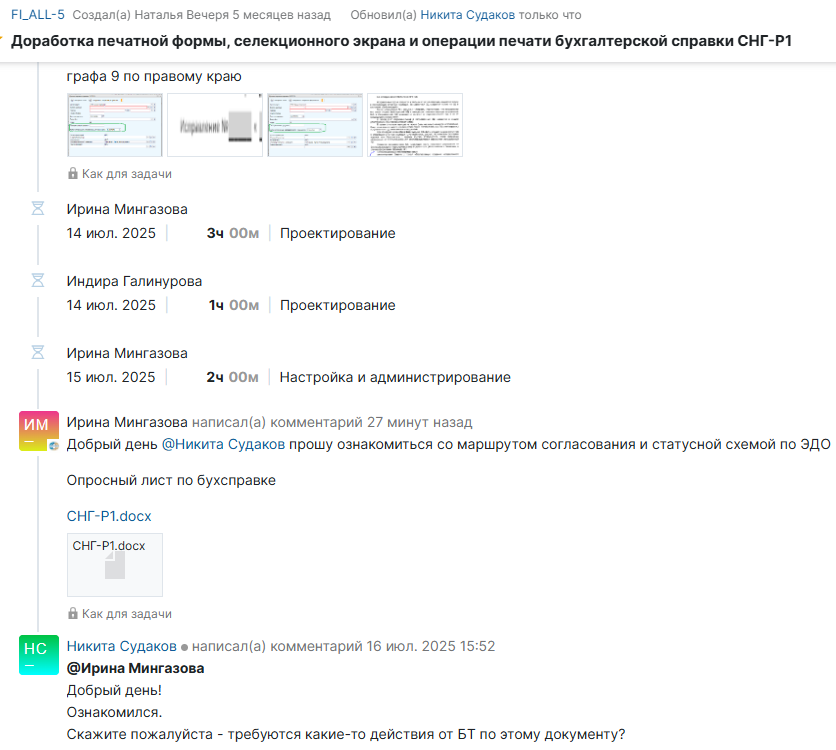 FI_ALL-5 Создал(а) Наталья Вечеря 5 месяцев назад Обновил(а) Никита Судаков только что
Доработка печатной формы, селекционного экрана и операции печати бухгалтерской справки СНГ-Р1
графа 9 по правому краю
Исправление №
Как для задачи
Ирина Мингазова
14 июл. 2025 3ч 00м Проектирование
Индира Галинурова
14 июл. 2025 1ч 00м Проектирование
Ирина Мингазова
15 июл. 2025 2ч 00м Настройка и администрирование
ИМ
Ирина Мингазова написал(а) комментарий 27 минут назад
Добрый день @Никита Судаков прошу ознакомиться со маршрутом согласования и статусной схемой по ЭДО
Опросный лист по бухсправке
СНГ-Р1.docx
СНГ-Р1.docx
Как для задачи
НС
Никита Судаков написал(а) комментарий 16 июл. 2025 15:52
@Ирина Мингазова
Добрый день!
Ознакомился.
Скажите пожалуйста - требуются какие-то действия от БТ по этому документу?